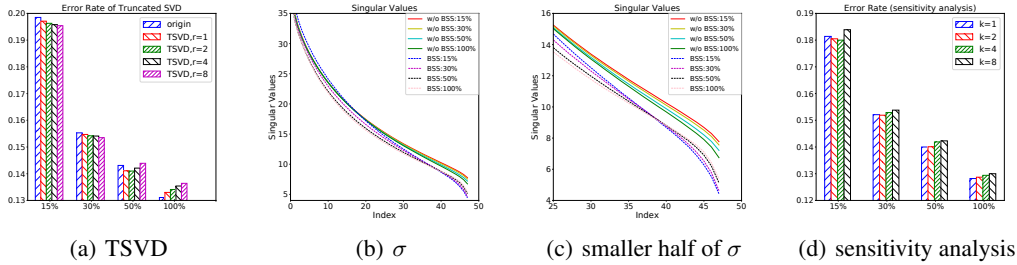 Error Rate of Truncated SVD
0.20
0.19
0.18
0.17
0.16
0.15
0.14
0.13
origin
TSVD,r=1
TSVD,r=2
TSVD,r=4
TSVD,r=8
15% 30% 50% 100%
(a) TSVD
Singular Values
Singular Values
35
30
25
20
15
10
5
w/o BSS:15%
w/o BSS:30%
w/o BSS:50%
w/o BSS:100%
BSS:15%
BSS:30%
BSS:50%
BSS:100%
0 10 20 30 40 50
Index
(b) σ
Singular Values
Singular Values
16
14
12
10
8
6
4
w/o BSS:15%
w/o BSS:30%
w/o BSS:50%
w/o BSS:100%
BSS:15%
BSS:30%
BSS:50%
BSS:100%
25 30 35 40 45 50
Index
(c) smaller half of σ
Error Rate (sensitivity analysis)
0.19
0.18
0.17
0.16
0.15
0.14
0.13
0.12
k=1
k=2
k=4
k=8
15% 30% 50% 100%
(d) sensitivity analysis